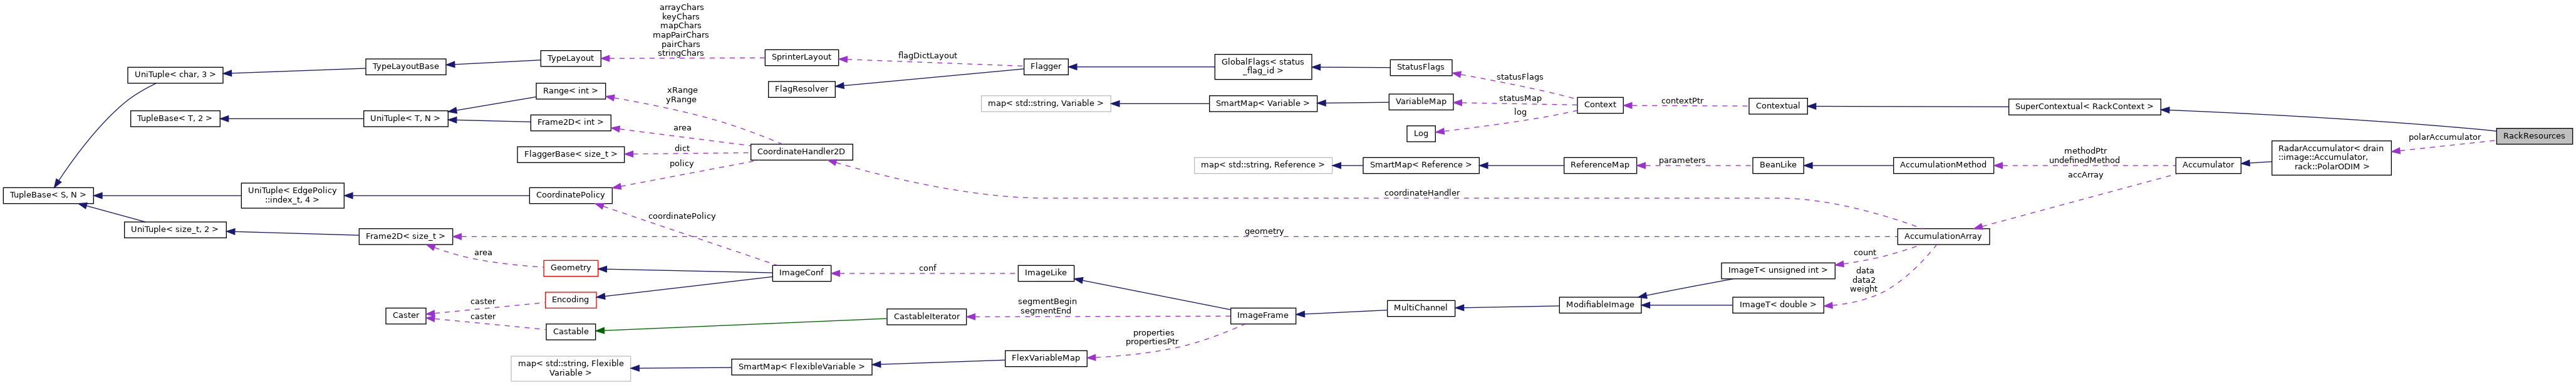 arrayChars
keyChars
mapChars
mapPairChars
pairChars
stringChars
UniTuple< char, 3 >
TypeLayoutBase
TypeLayout
SprinterLayout
flagDictLayout
Flagger
GlobalFlags< status
_flag_id >
StatusFlags
statusFlags
FlagResolver
Range< int >
xRange
yRange
map< std::string, Variable >
SmartMap< Variable >
VariableMap
statusMap
Context
contextPtr
Contextual
SuperContextual< RackContext >
TupleBase< T, 2 >
UniTuple< T, N >
Frame2D< int >
area
log
Log
RackResources
polarAccumulator
FlaggerBase< size_t >
dict
CoordinateHandler2D
policy
map< std::string, Reference >
SmartMap< Reference >
ReferenceMap
parameters
BeanLike
AccumulationMethod
methodPtr
undefinedMethod
accArray
Accumulator
RadarAccumulator< drain
::image::Accumulator,
rack::PolarODIM >
TupleBase< S, N >
UniTuple< EdgePolicy
::index_t, 4 >
CoordinatePolicy
coordinateHandler
coordinatePolicy
UniTuple< size_t, 2 >
Frame2D< size_t >
geometry
AccumulationArray
area
Geometry
ImageConf
conf
ImageLike
count
ImageT< unsigned int >
data
data2
weight
Encoding
caster
Caster
caster
Castable
CastableIterator
segmentBegin
segmentEnd
ImageFrame
MultiChannel
ModifiableImage
ImageT< double >
properties
propertiesPtr
map< std::string, Flexible
Variable >
SmartMap< FlexibleVariable >
FlexVariableMap